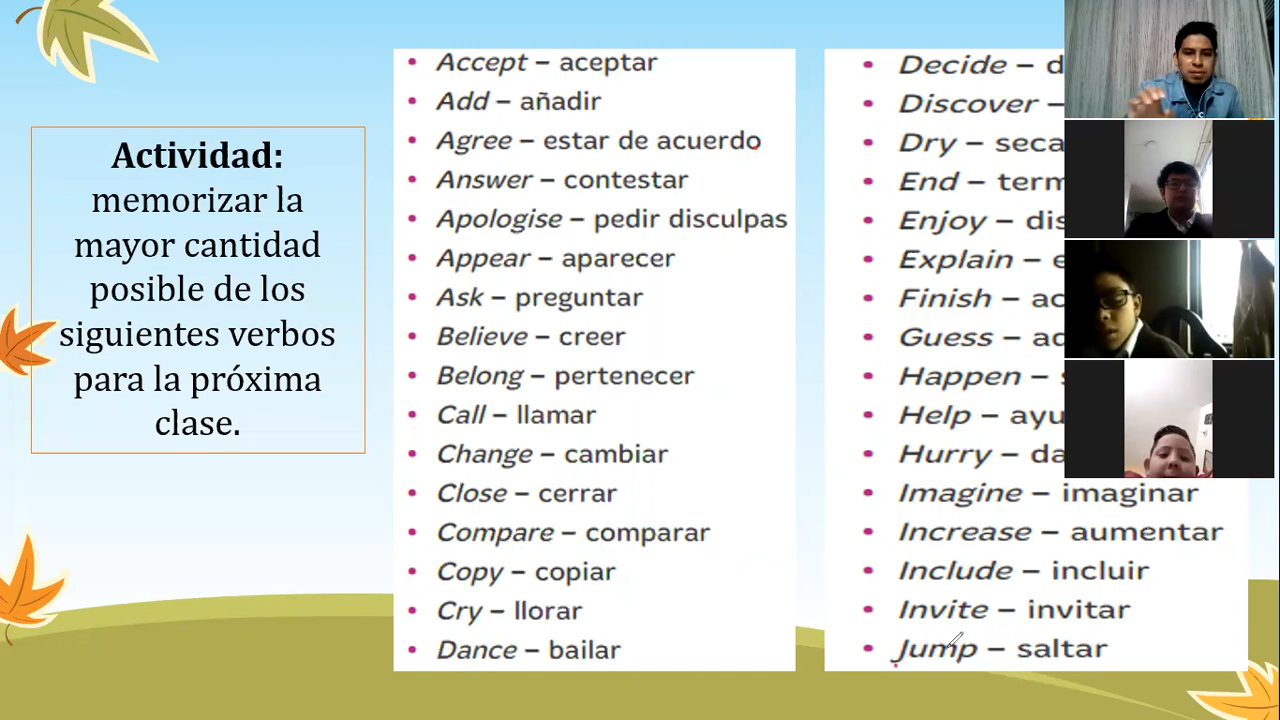 Actividad:
memorizar la
mayor cantidad
posible de los
siguientes verbos
para la próxima
clase.
Accept – aceptar
Add – añadir
Agree – estar de acuerdo
Answer – contestar
Apologise – pedir disculpas
Appear – aparecer
Ask – preguntar
Believe – creer
Belong – pertenecer
Call – llamar
Change – cambiar
Close – cerrar
Compare – comparar
Copy – copiar
Cry – llorar
Dance – bailar
Decide –
Discover –
Dry –
End –
Enjoy –
Explain –
Finish –
Guess –
Happen –
Help –
Hurry –
Imagine – imaginar
Increase – aumentar
Include – incluir
Invite – invitar
Jump – saltar